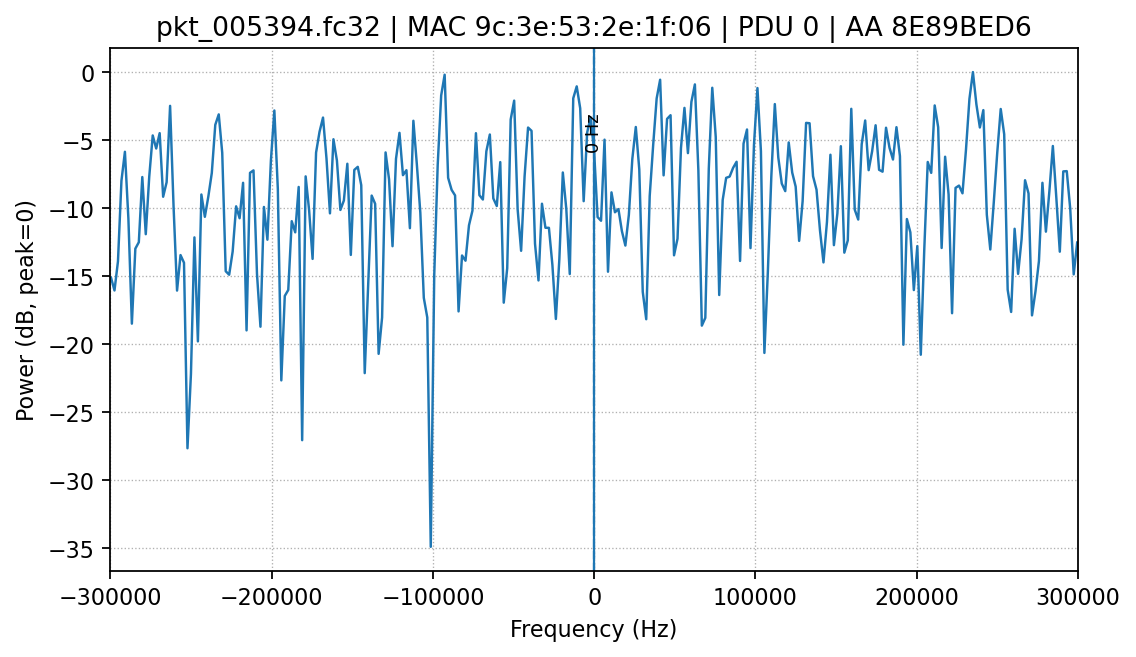 pkt_005394.fc32 | MAC 9c:3e:53:2e:1f:06 | PDU 0 | AA 8E89BED6
Power (dB, peak=0)
0
−5
−10
−15
−20
−25
−30
−35
0 Hz
−300000 −200000 −100000 0 100000 200000 300000
Frequency (Hz)